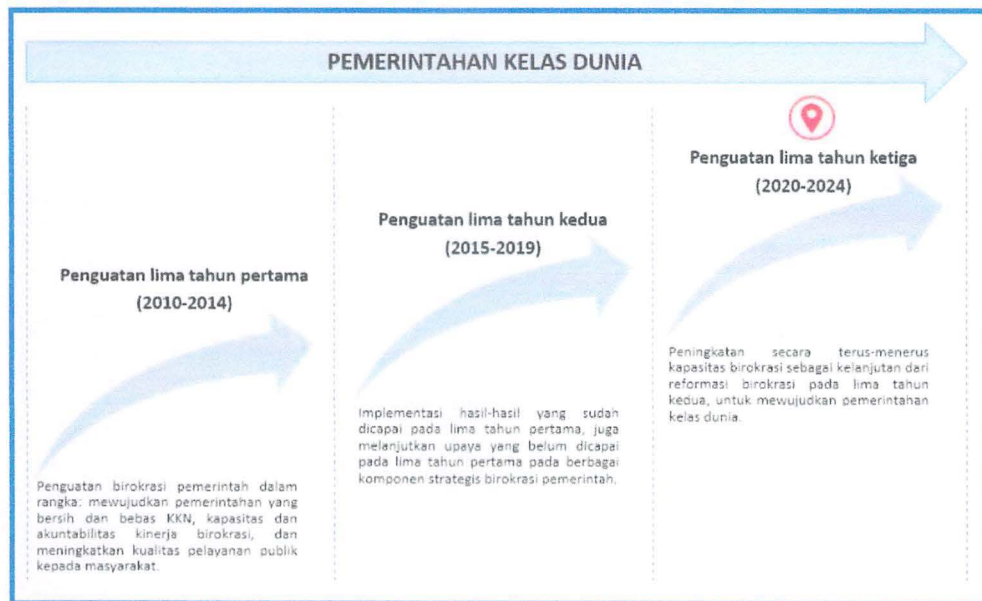 PEMERINTAHAN KELAS DUNIA
Penguatan lima tahun pertama
(2010-2014)
Penguatan birokrasi pemerintah dalam
rangka: mewujudkan pemerintahan yang
bersih dan bebas KKN, kapasitas dan
akuntabilitas kinerja birokrasi, dan
meningkatkan kualitas pelayanan publik
kepada masyarakat.
Penguatan lima tahun kedua
(2015-2019)
Implementasi hasil-hasil yang sudah
dicapai pada lima tahun pertama, juga
melanjutkan upaya yang belum dicapai
pada lima tahun pertama pada berbagai
komponen strategis birokrasi pemerintah.
Penguatan lima tahun ketiga
(2020-2024)
Peningkatan secara terus-menerus
kapasitas birokrasi sebagai kelanjutan dari
reformasi birokrasi pada lima tahun
kedua, untuk mewujudkan pemerintahan
kelas dunia.